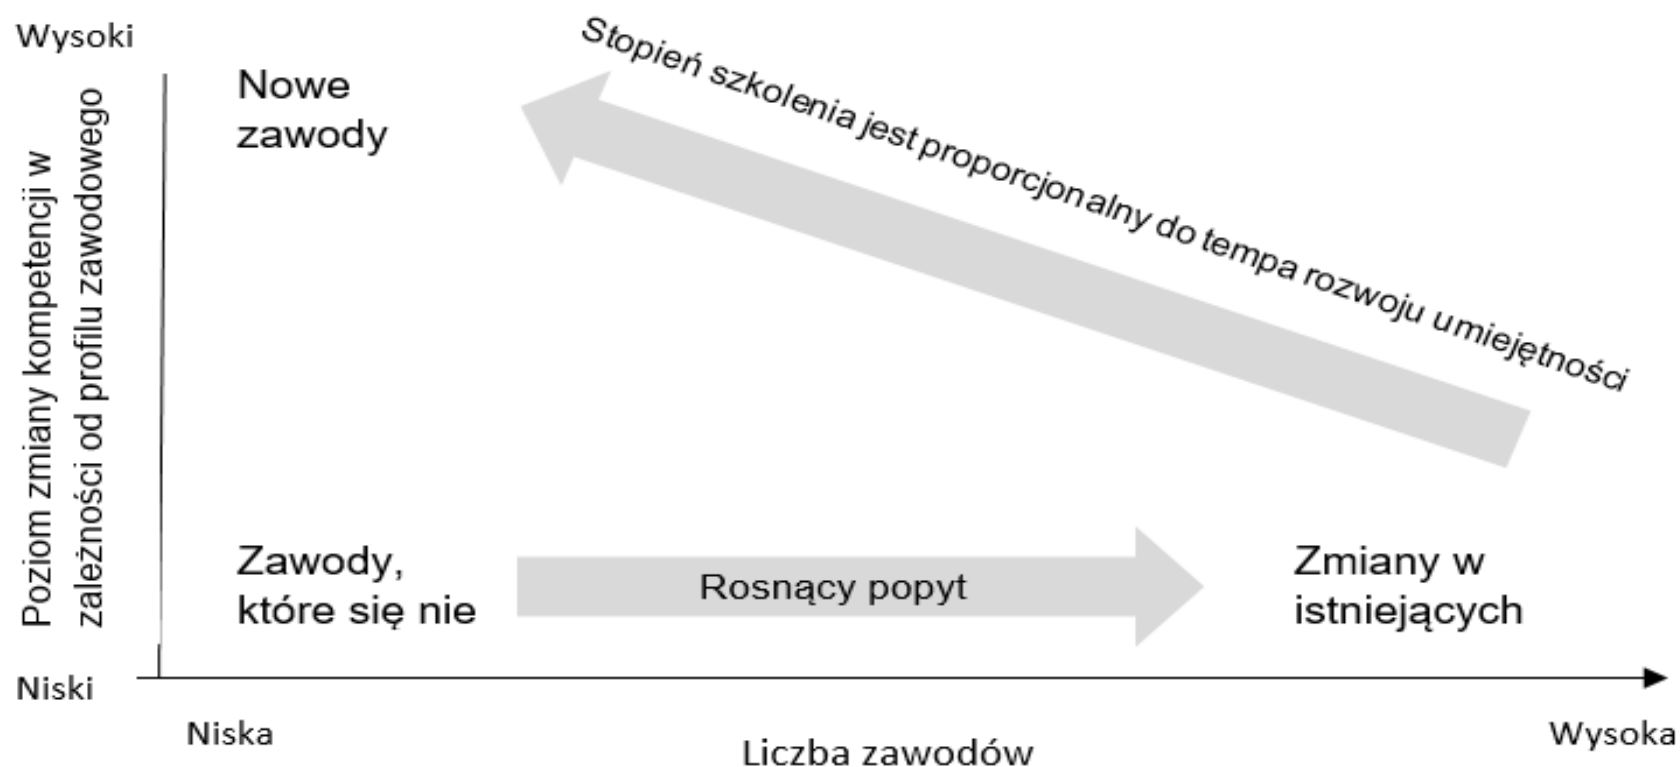 Wysoki
Poziom zmiany kompetencji w
zależności od profilu zawodowego
Nowe
zawody
Stopień szkolenia jest proporcjonalny do tempa rozwoju umiejętności
Zawody,
które się nie
Rosnący popyt
Zmiany w
istniejących
Niski
Niska
Liczba zawodów
Wysoka